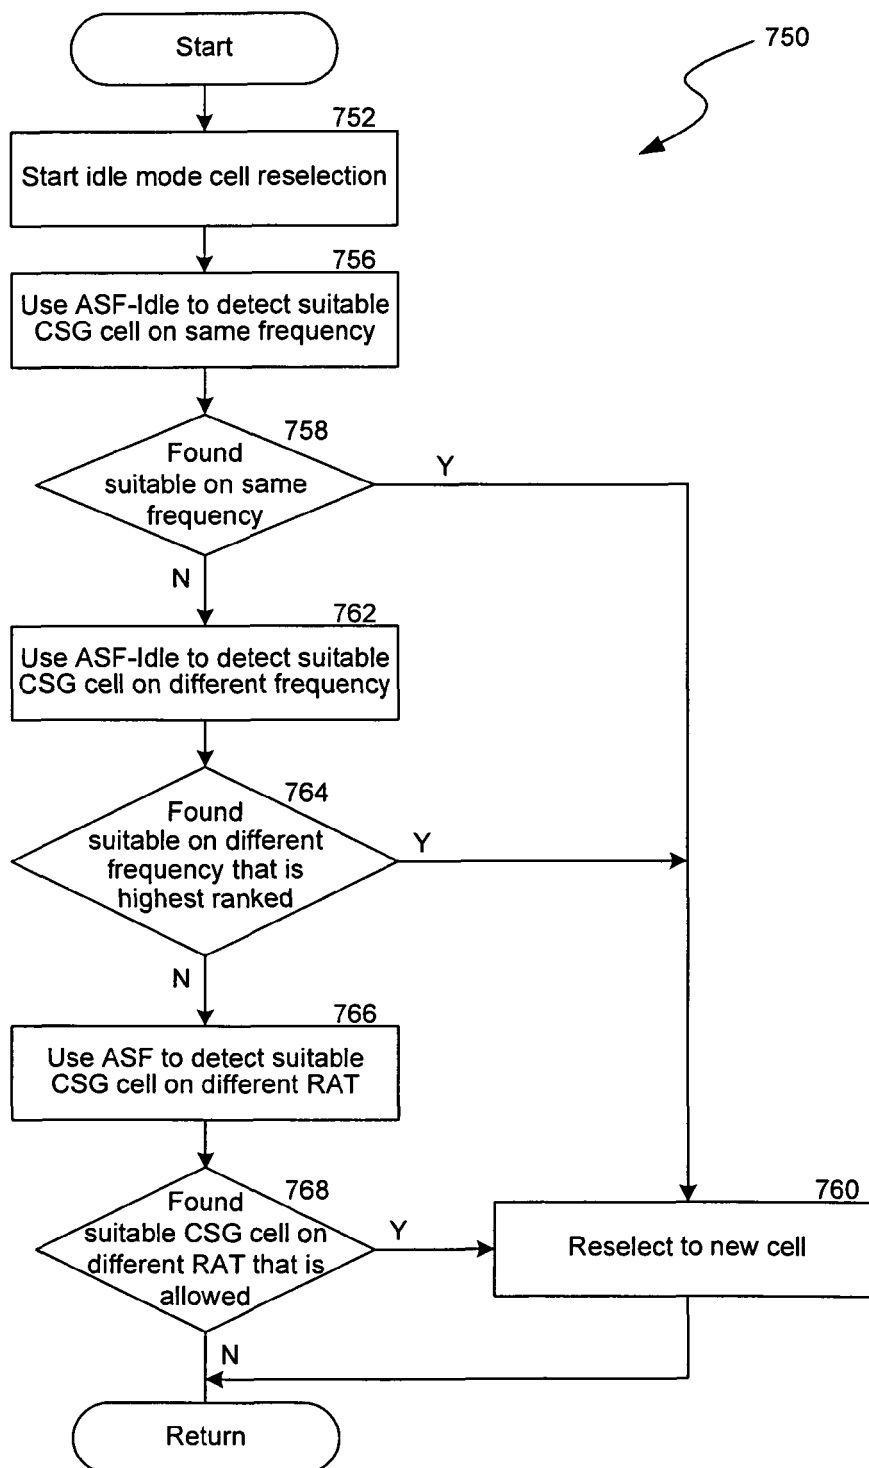 Start
750
752
Start idle mode cell reselection
756
Use ASF-Idle to detect suitable
CSG cell on same frequency
758
Found
suitable on same
frequency
Y
N
762
Use ASF-Idle to detect suitable
CSG cell on different frequency
764
Found
suitable on different
frequency that is
highest ranked
Y
N
766
Use ASF to detect suitable
CSG cell on different RAT
768
Found
suitable CSG cell on
different RAT that is
allowed
Y
N
760
Reselect to new cell
Return